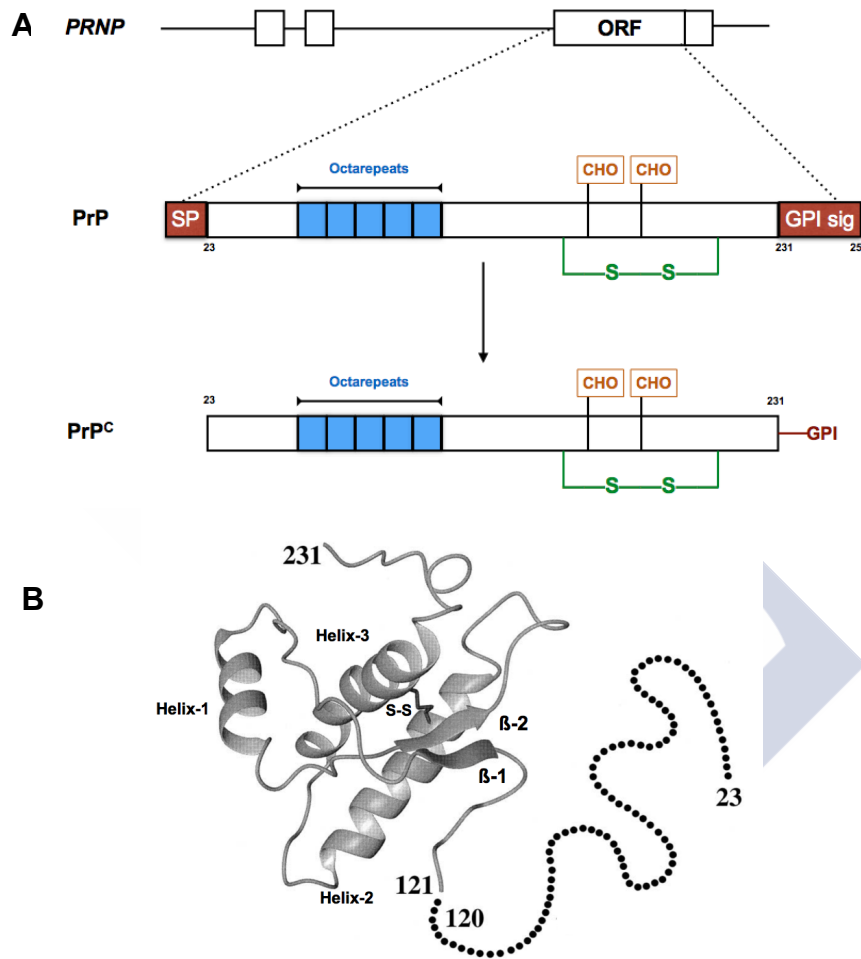 A PRNP ORF
Octarepeats CHO CHO
PrP SP GPI sig
23 231 25
S S
23 Octarepeats CHO CHO 231
PrPC GPI
S S
B
231
Helix-3
Helix-1
S-S
ß-2
ß-1
23
Helix-2
121
120